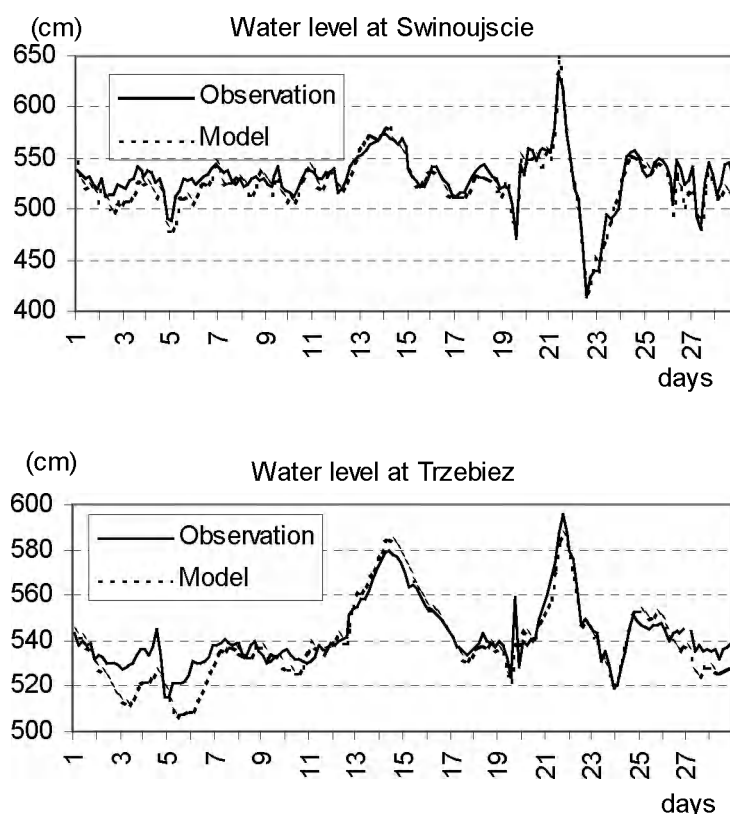 (cm)
Water level at Swinoujscie
650
600
550
500
450
400
Observation
Model
1 3 5 7 9 11 13 15 17 19 21 23 25 27
days
(cm)
Water level at Trzebiez
600
580
560
540
520
500
Observation
Model
1 3 5 7 9 11 13 15 17 19 21 23 25 27
days